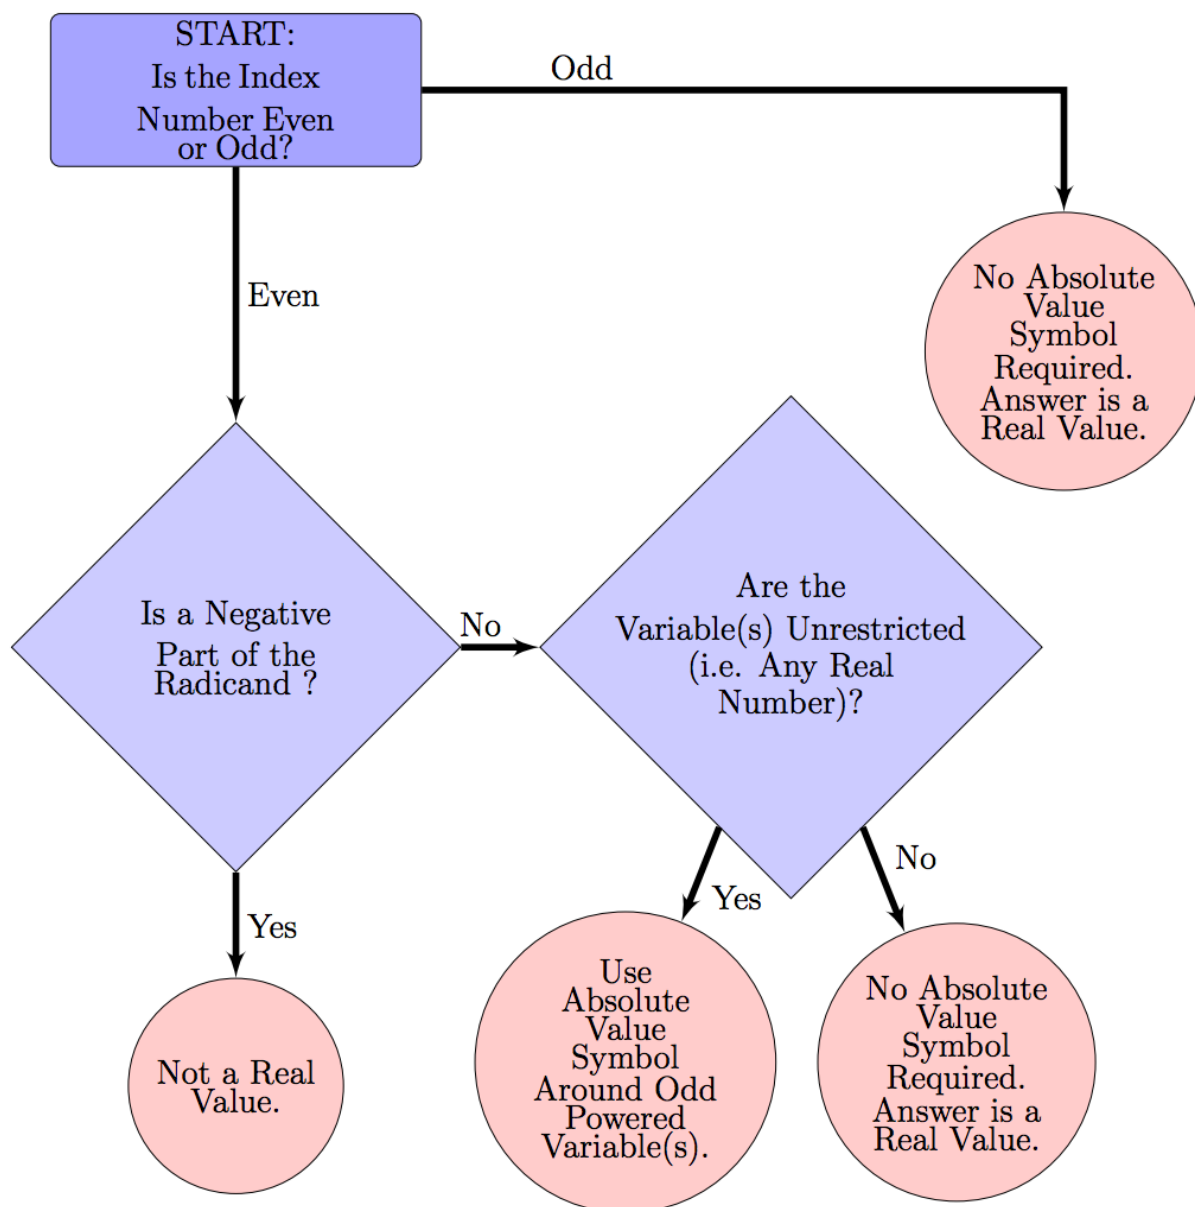 START:
Is the Index
Number Even
or Odd?
Odd
Even
No Absolute
Value
Symbol
Required.
Answer is a
Real Value.
Is a Negative
Part of the
Radicand ?
No
Are the
Variable(s) Unrestricted
(i.e. Any Real
Number)?
Yes
Yes
No
Not a Real
Value.
Use
Absolute
Value
Symbol
Around Odd
Powered
Variable(s).
No Absolute
Value
Symbol
Required.
Answer is a
Real Value.